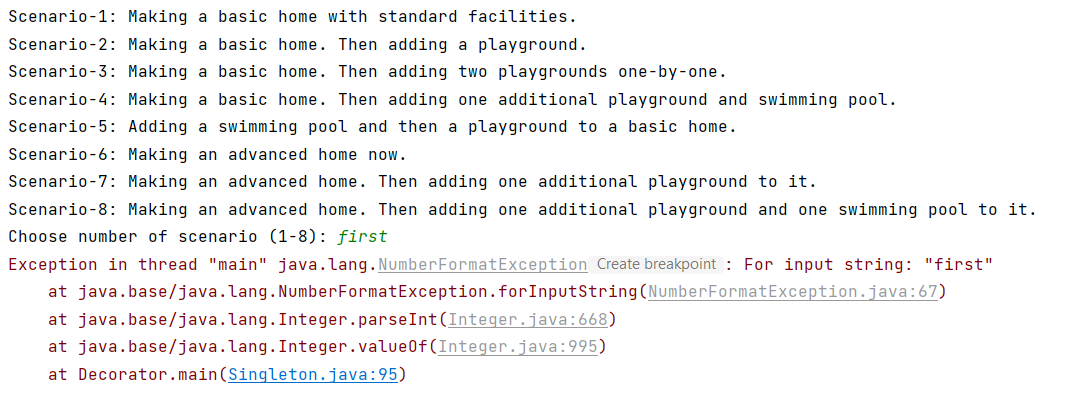 Scenario-1: Making a basic home with standard facilities.
Scenario-2: Making a basic home. Then adding a playground.
Scenario-3: Making a basic home. Then adding two playgrounds one-by-one.
Scenario-4: Making a basic home. Then adding one additional playground and swimming pool.
Scenario-5: Adding a swimming pool and then a playground to a basic home.
Scenario-6: Making an advanced home now.
Scenario-7: Making an advanced home. Then adding one additional playground to it.
Scenario-8: Making an advanced home. Then adding one additional playground and one swimming pool to it.
Choose number of scenario (1-8): first
Exception in thread "main" java.lang.NumberFormatException Create breakpoint : For input string: "first"
    at java.base/java.lang.NumberFormatException.forInputString(NumberFormatException.java:67)
    at java.base/java.lang.Integer.parseInt(Integer.java:668)
    at java.base/java.lang.Integer.valueOf(Integer.java:995)
    at Decorator.main(Singleton.java:95)